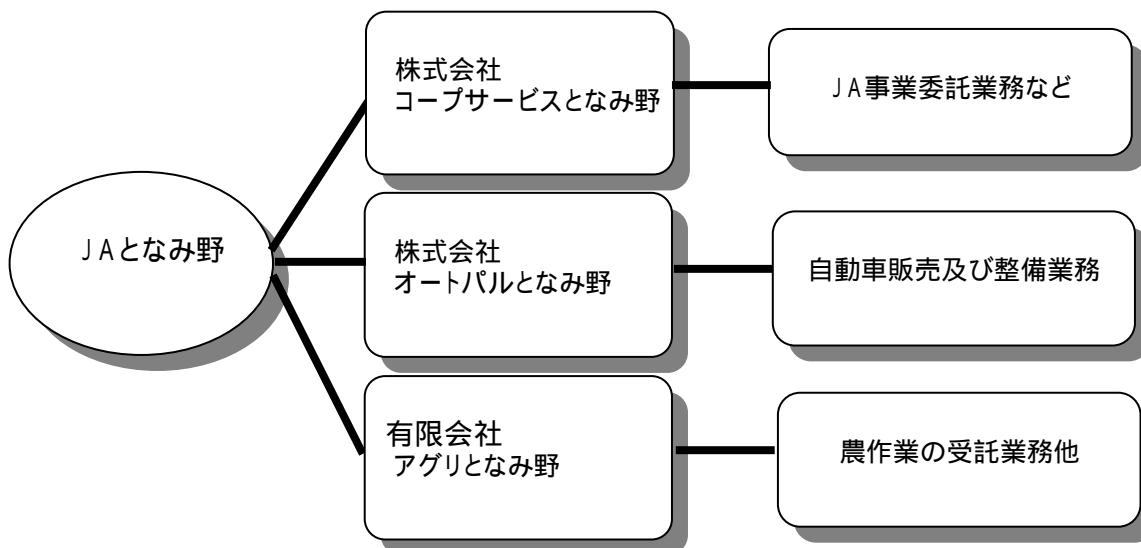 JAとなみ野
株式会社
コープサービスとなみ野
JA事業委託業務など
株式会社
オートパルとなみ野
自動車販売及び整備業務
有限会社
アグリとなみ野
農作業の受託業務他